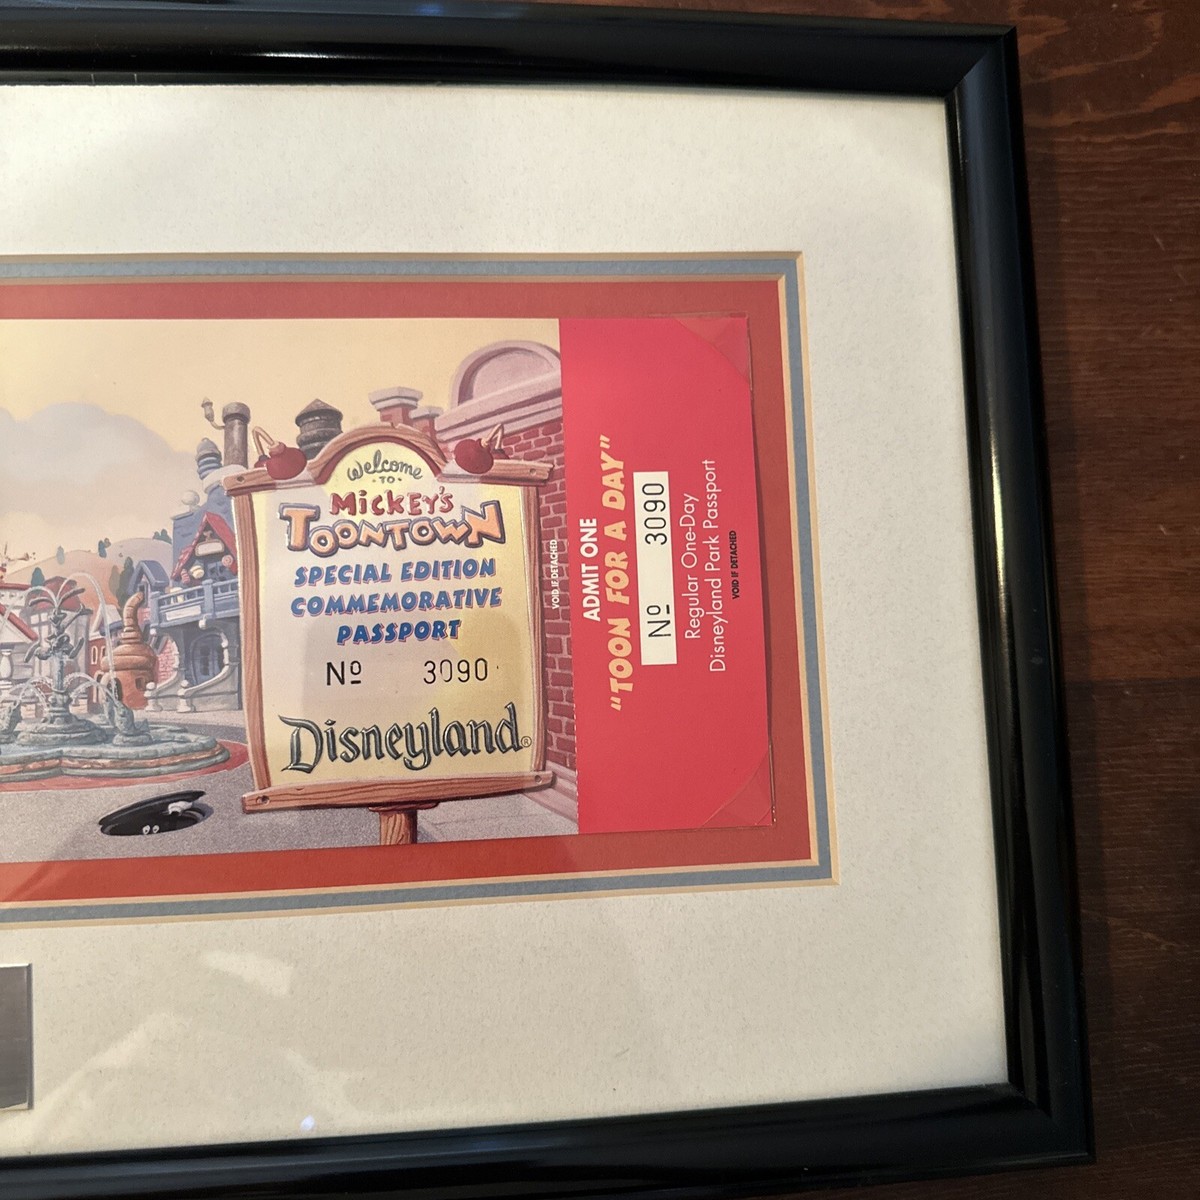 Welcome
- TO -
MICKEY'S
TOONTOWN
SPECIAL EDITION
COMMEMORATIVE
PASSPORT
Nº 3090
Disneyland®
VOID IF DETACHED
ADMIT ONE
"TOON FOR A DAY"
Nº 3090
Regular One-Day
Disneyland Park Passport
VOID IF DETACHED